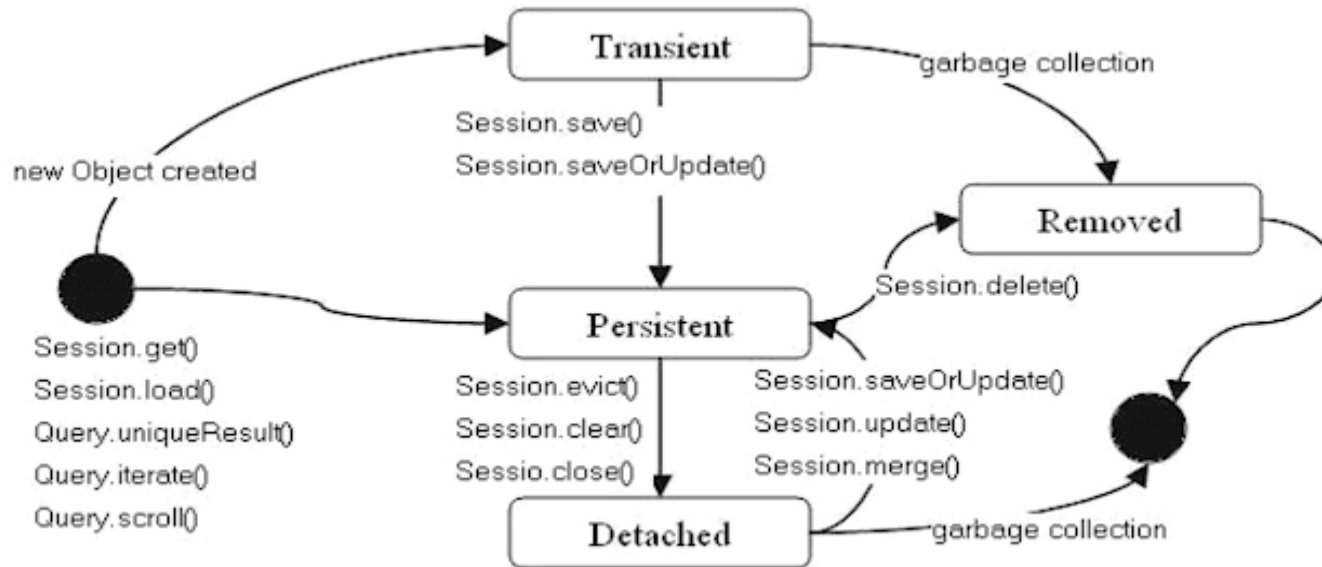 Transient
garbage collection
Session.save()
Session.saveOrUpdate()
new Object created
Removed
Session.delete()
Persistent
Session.get()
Session.load()
Query.uniqueResult()
Query.iterate()
Query.scroll()
Session.evict()
Session.clear()
Sessio.close()
Session.saveOrUpdate()
Session.update()
Session.merge()
Detached
garbage collection